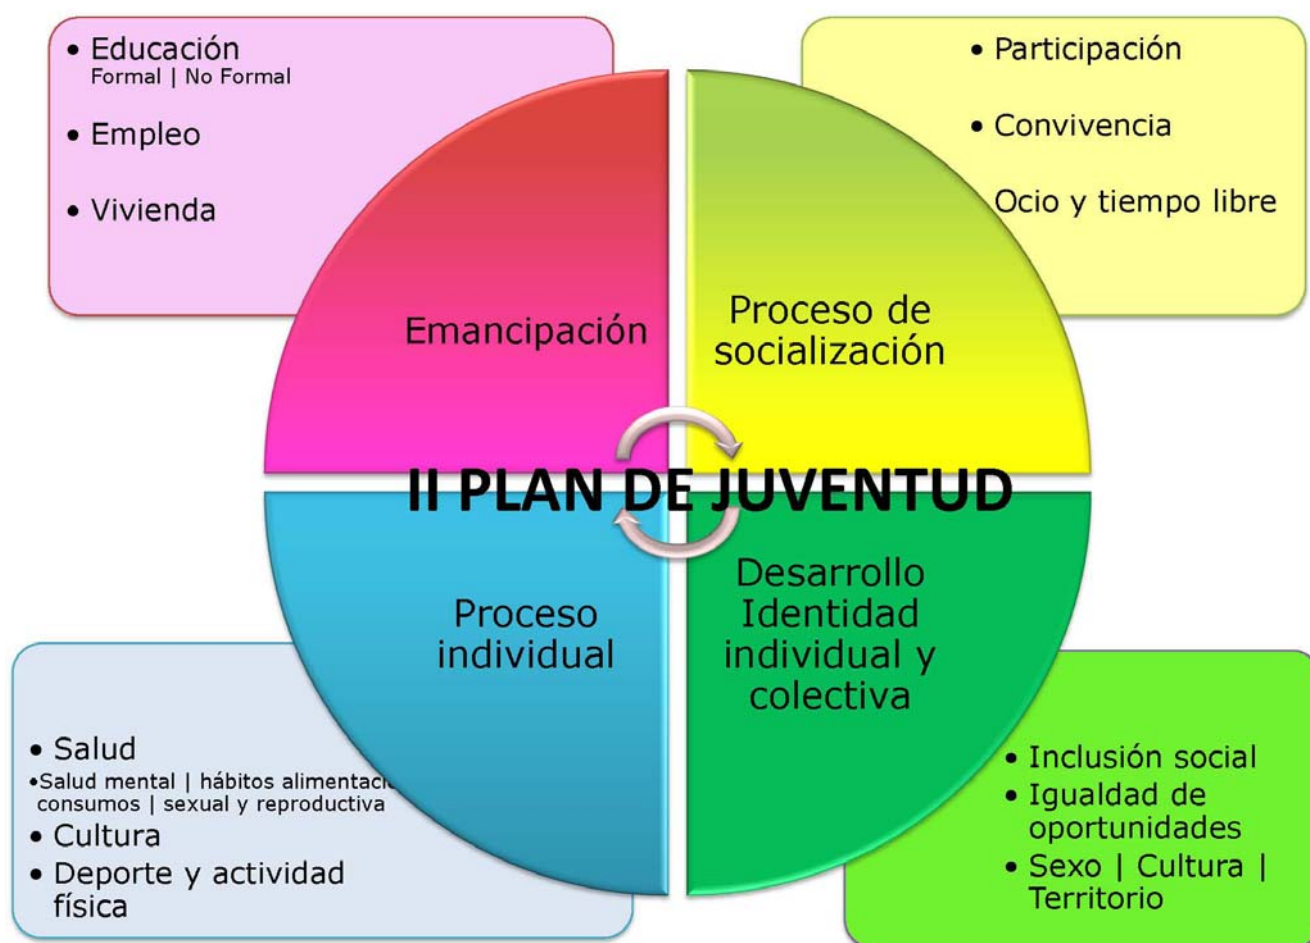 • Educación
Formal | No Formal
• Empleo
• Vivienda
• Participación
• Convivencia
Ocio y tiempo libre
Emancipación
Proceso de
socialización
II PLAN DE JUVENTUD
Proceso
individual
Desarrollo
Identidad
individual y
colectiva
• Salud
•Salud mental | hábitos
consumos | sexual y reproductiva
• Cultura
• Deporte y actividad
física
• Inclusión social
• Igualdad de
oportunidades
• Sexo | Cultura |
Territorio